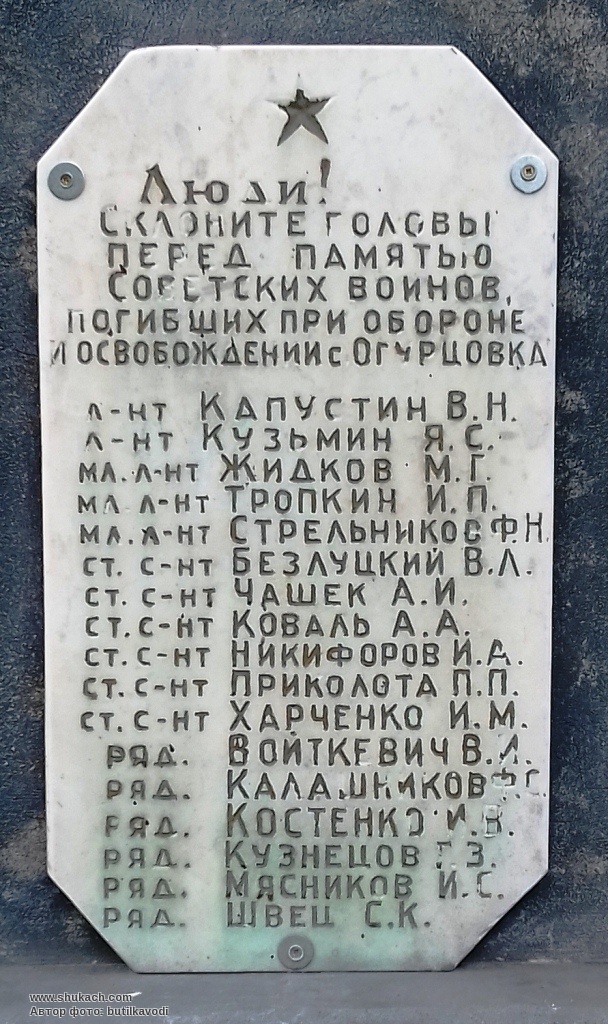 Люди!
Склоните головы
перед памятью
советских воинов,
погибших при обороне
и освобождении с Огурцовка
л-нт Капустин В.Н.
л-нт Кузьмин Я.С.
мл. л-нт Жидков М.Г.
мл л-нт Тропкин И.П.
мл. л-нт Стрельников Ф.Н.
ст. с-нт Безлуцкий В.Л.
ст. с-нт Чашек А.И.
ст. с-нт Коваль А.А.
ст. с-нт Никифоров И.А.
ст. с-нт Приколота П.П.
ст. с-нт Харченко И.М.
ряд. Войткевич
ряд. Калашников
ряд. Костенко И.В.
ряд. Кузнецов
ряд. Мясников И.С.
ряд. Швец С.К.
www.shukach.com
Автор фото: butilkavodi